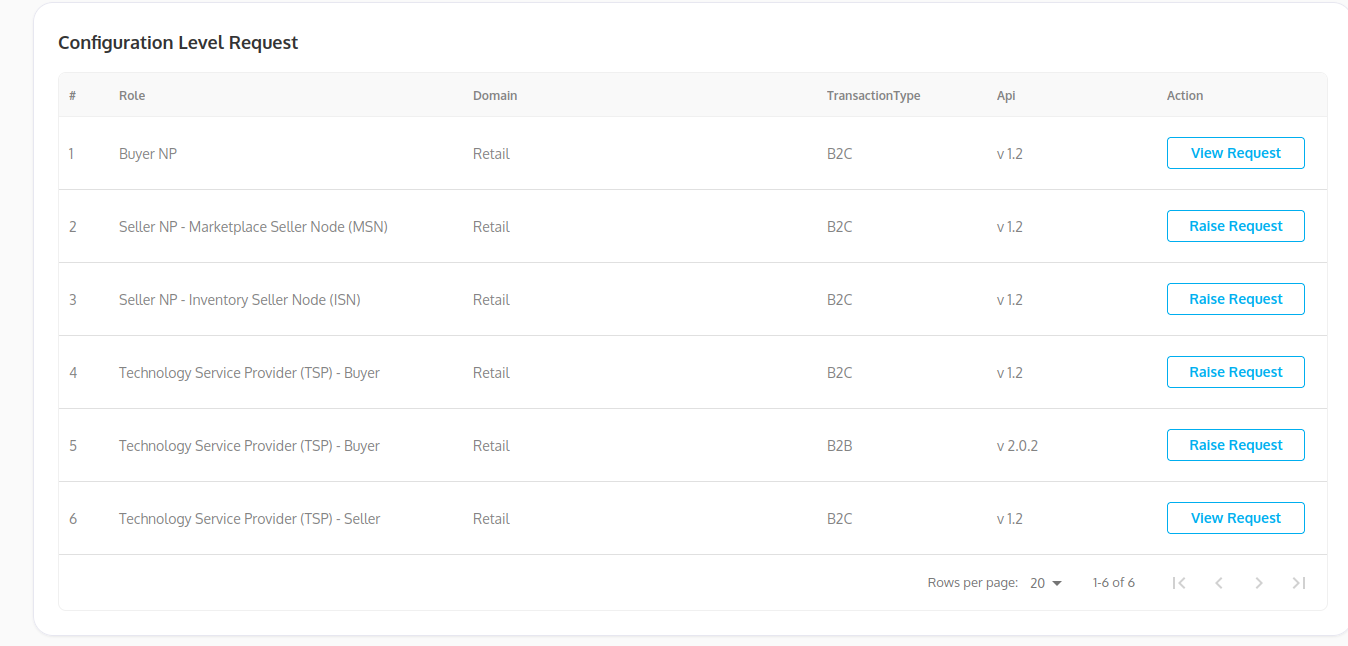 Configuration Level Request
# Role Domain TransactionType Api Action
1 Buyer NP Retail B2C v 1.2 View Request
2 Seller NP - Marketplace Seller Node (MSN) Retail B2C v 1.2 Raise Request
3 Seller NP - Inventory Seller Node (ISN) Retail B2C v 1.2 Raise Request
4 Technology Service Provider (TSP) - Buyer Retail B2C v 1.2 Raise Request
5 Technology Service Provider (TSP) - Buyer Retail B2B v 2.0.2 Raise Request
6 Technology Service Provider (TSP) - Seller Retail B2C v 1.2 View Request
Rows per page: 20 1-6 of 6